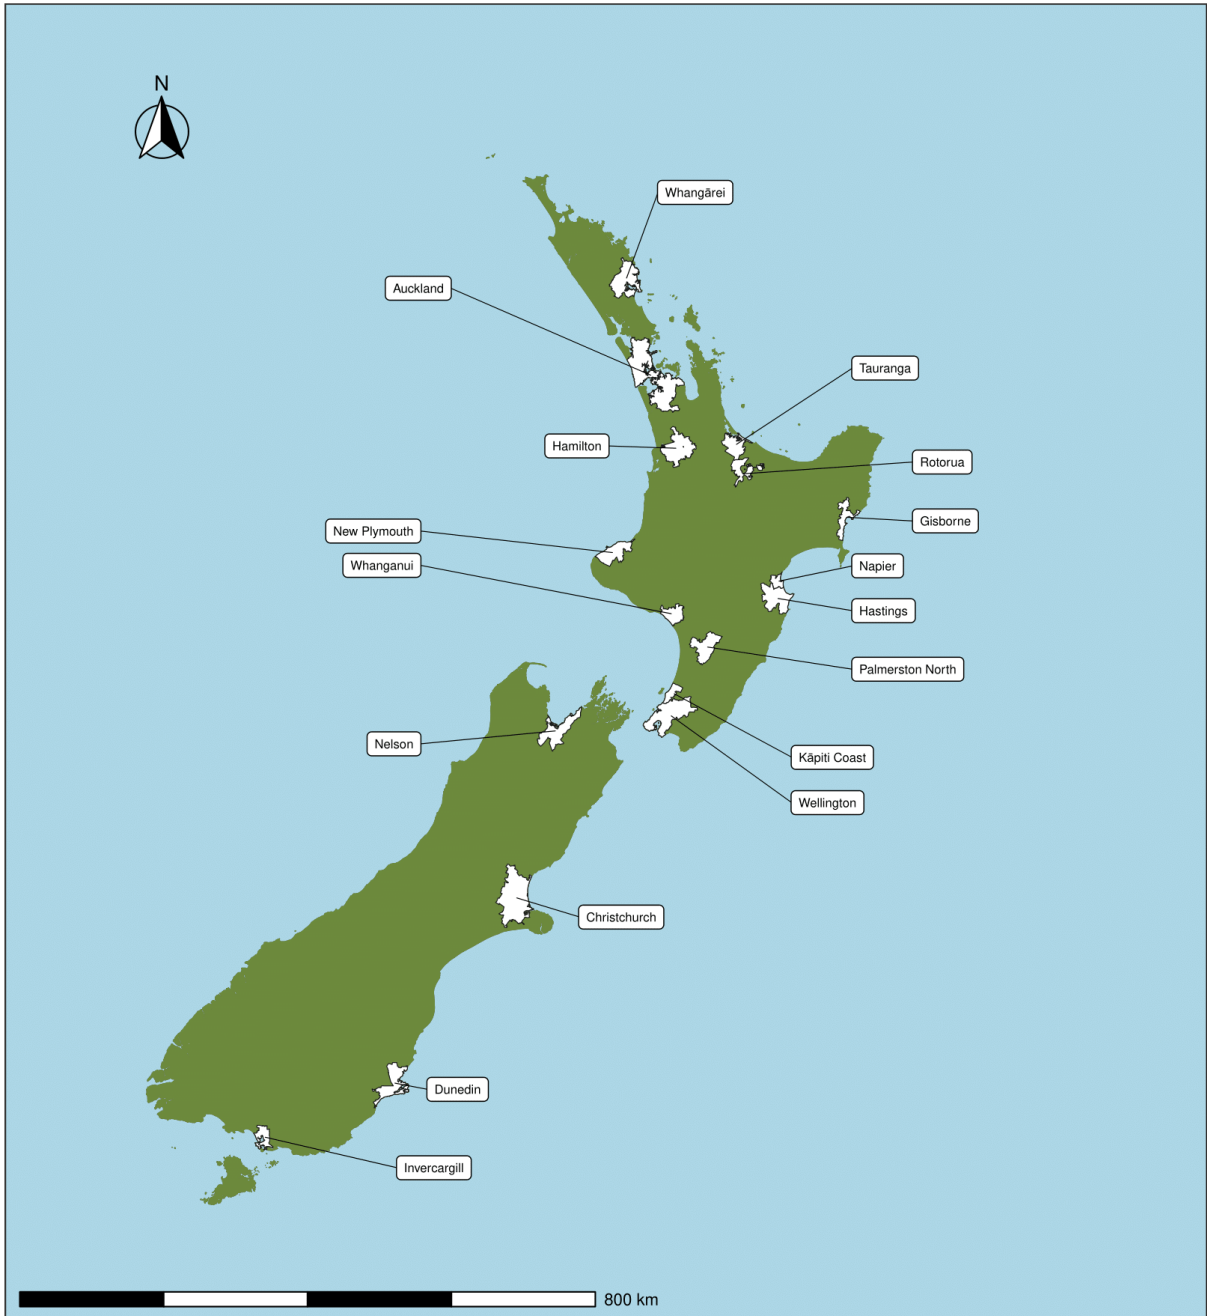 N
Whangārei
Auckland
Tauranga
Hamilton
Rotorua
Gisborne
New Plymouth
Whanganui
Napier
Hastings
Palmerston North
Nelson
Kāpiti Coast
Wellington
Christchurch
Dunedin
Invercargill
800 km